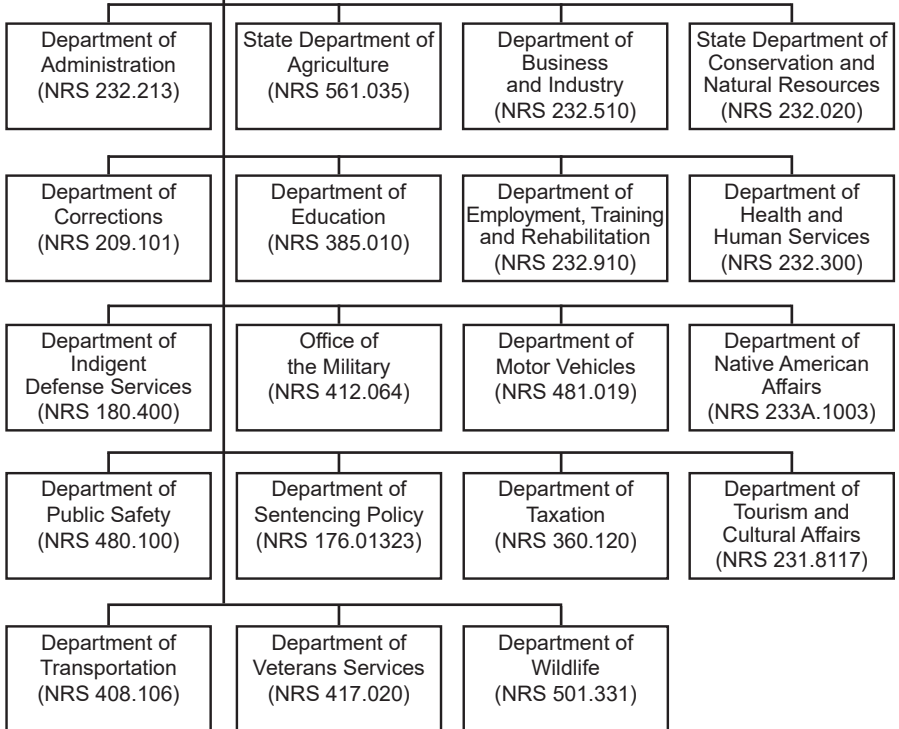 Department of
Administration
(NRS 232.213)
State Department of
Agriculture
(NRS 561.035)
Department of
Business
and Industry
(NRS 232.510)
State Department of
Conservation and
Natural Resources
(NRS 232.020)
Department of
Corrections
(NRS 209.101)
Department of
Education
(NRS 385.010)
Department of
Employment, Training
and Rehabilitation
(NRS 232.910)
Department of
Health and
Human Services
(NRS 232.300)
Department of
Indigent
Defense Services
(NRS 180.400)
Office of
the Military
(NRS 412.064)
Department of
Motor Vehicles
(NRS 481.019)
Department of
Native American
Affairs
(NRS 233A.1003)
Department of
Public Safety
(NRS 480.100)
Department of
Sentencing Policy
(NRS 176.01323)
Department of
Taxation
(NRS 360.120)
Department of
Tourism and
Cultural Affairs
(NRS 231.8117)
Department of
Transportation
(NRS 408.106)
Department of
Veterans Services
(NRS 417.020)
Department of
Wildlife
(NRS 501.331)